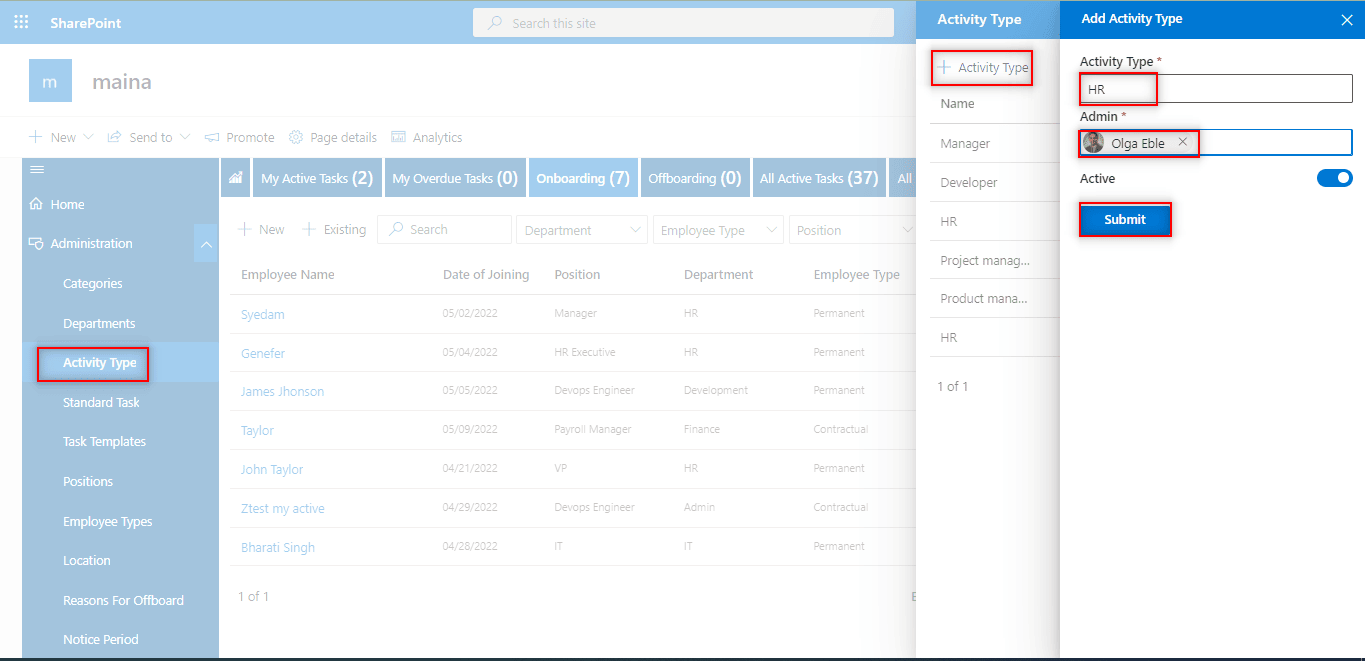 SharePoint
Search this site
m
maina
New Send to Promote Page details Analytics
Home
Administration
Categories
Departments
Activity Type
Standard Task
Task Templates
Positions
Employee Types
Location
Reasons For Offboard
Notice Period
My Active Tasks (2) My Overdue Tasks (0) Onboarding (7) Offboarding (0) All Active Tasks (37) All
New Existing Search Department Employee Type Position
Employee Name Date of Joining Position Department Employee Type
Syedam 05/02/2022 Manager HR Permanent
Genefer 05/04/2022 HR Executive HR Permanent
James Jhonson 05/05/2022 Devops Engineer Development Permanent
Taylor 05/09/2022 Payroll Manager Finance Contractual
John Taylor 04/21/2022 VP HR Permanent
Ztest my active 04/29/2022 Devops Engineer Admin Contractual
Bharati Singh 04/28/2022 IT IT Permanent
1 of 1
Activity Type
Activity Type
Name
Manager
Developer
HR
Project manag...
Product mana...
HR
1 of 1
Add Activity Type
Activity Type *
HR
Admin *
Olga Eble
Active
Submit